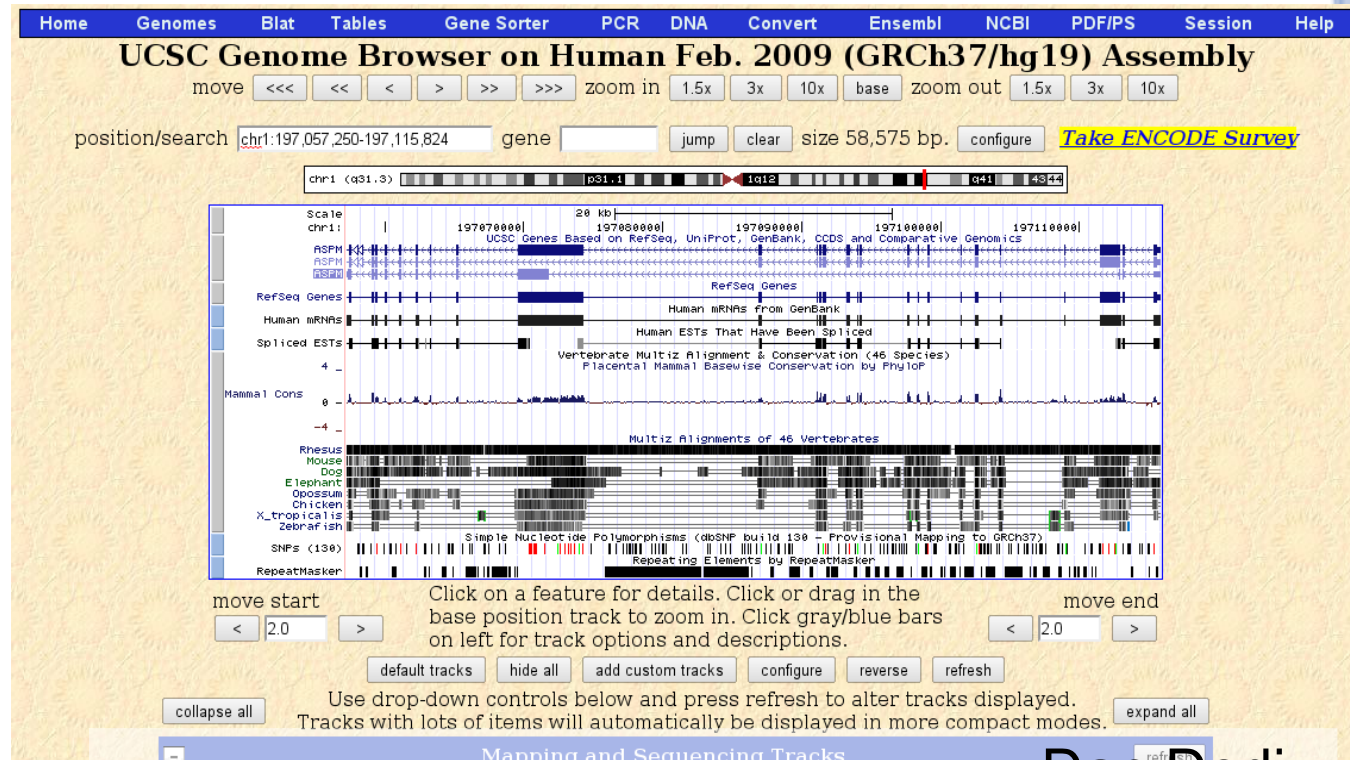 Home Genomes Blat Tables Gene Sorter PCR DNA Convert Ensembl NCBI PDF/PS Session Help
UCSC Genome Browser on Human Feb. 2009 (GRCh37/hg19) Assembly
move <<< << < > >> >>> zoom in 1.5x 3x 10x base zoom out 1.5x 3x 10x
position/search chr1:197,057,250-197,115,824 gene jump clear size 58,575 bp. configure Take ENCODE Survey
chr1 (q31.3) p31.1 1q12 q41 43 44
Scale 20 kb
chr1: 197070000 197080000 197090000 197100000 197110000
UCSC Genes Based on RefSeq, UniProt, GenBank, CCDS and Comparative Genomics
ASPM
ASPM
ASPM
RefSeq Genes
RefSeq Genes
Human mRNAs from GenBank
Human mRNAs
Human ESTs That Have Been Spliced
Spliced ESTs
Vertebrate Multiz Alignment & Conservation (46 Species)
Placental Mammal Basewise Conservation by PhyloP
4 _
Mammal Cons
0 _
-4 _
Multiz Alignments of 46 Vertebrates
Rhesus
Mouse
Dog
Elephant
Opossum
Chicken
X_tropicalis
Zebrafish
Simple Nucleotide Polymorphisms (dbSNP build 130 - Provisional Mapping to GRCh37)
SNPs (130)
Repeating Elements by RepeatMasker
RepeatMasker
move start
< 2.0 >
Click on a feature for details. Click or drag in the
base position track to zoom in. Click gray/blue bars
on left for track options and descriptions.
move end
< 2.0 >
default tracks hide all add custom tracks configure reverse refresh
collapse all
Use drop-down controls below and press refresh to alter tracks displayed.
Tracks with lots of items will automatically be displayed in more compact modes.
expand all
- Mapping and Sequencing Tracks refresh